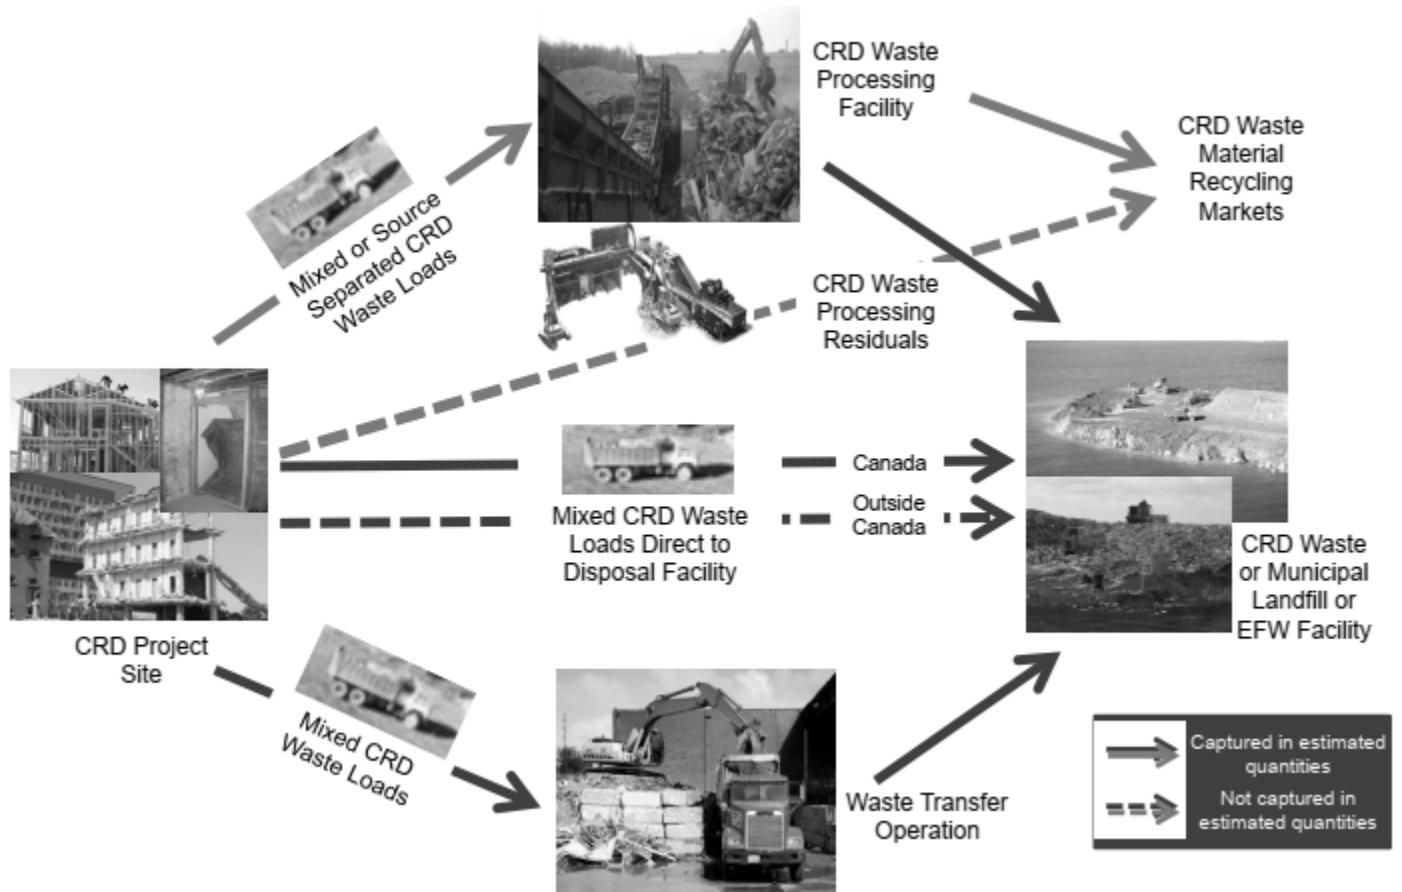 CRD Waste
Processing
Facility
CRD Waste
Material
Recycling
Markets
Mixed or Source
Separated CRD
Waste Loads
CRD Waste
Processing
Residuals
Canada
Outside
Canada
Mixed CRD Waste
Loads Direct to
Disposal Facility
CRD Waste
or Municipal
Landfill or
EFW Facility
CRD Project
Site
Mixed CRD
Waste Loads
Waste Transfer
Operation
Captured in estimated
quantities
Not captured in
estimated quantities